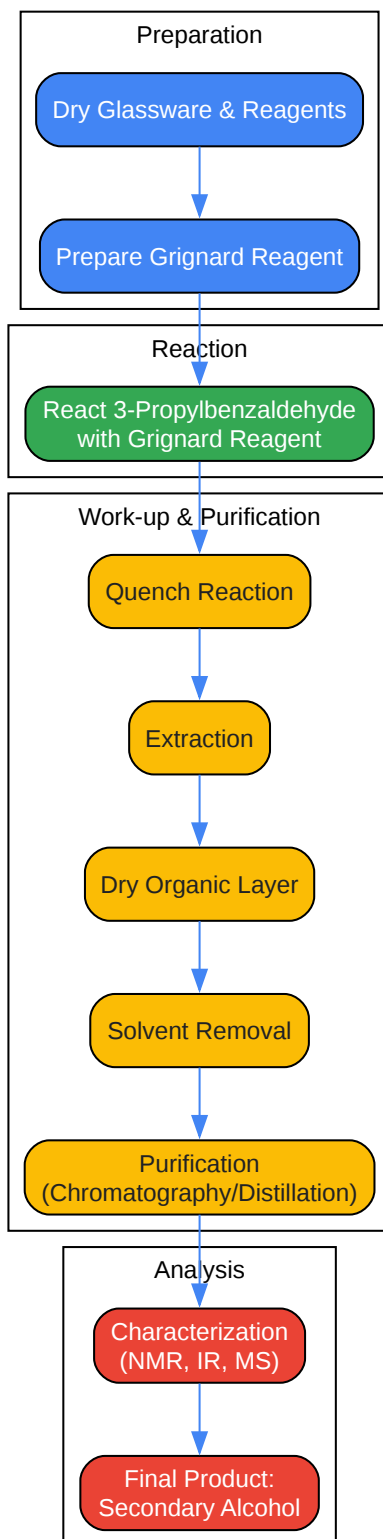 Preparation
Dry Glassware & Reagents
Prepare Grignard Reagent
Reaction
React 3-Propylbenzaldehyde
with Grignard Reagent
Work-up & Purification
Quench Reaction
Extraction
Dry Organic Layer
Solvent Removal
Purification
(Chromatography/Distillation)
Analysis
Characterization
(NMR, IR, MS)
Final Product:
Secondary Alcohol